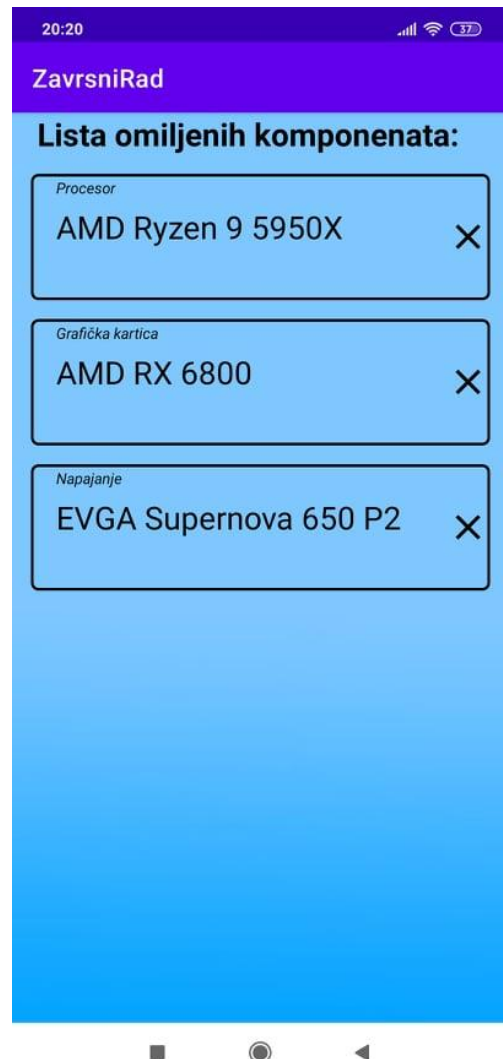 20:20
37
ZavrsniRad
Lista omiljenih komponenata:
Procesor
AMD Ryzen 9 5950X
Grafička kartica
AMD RX 6800
Napajanje
EVGA Supernova 650 P2